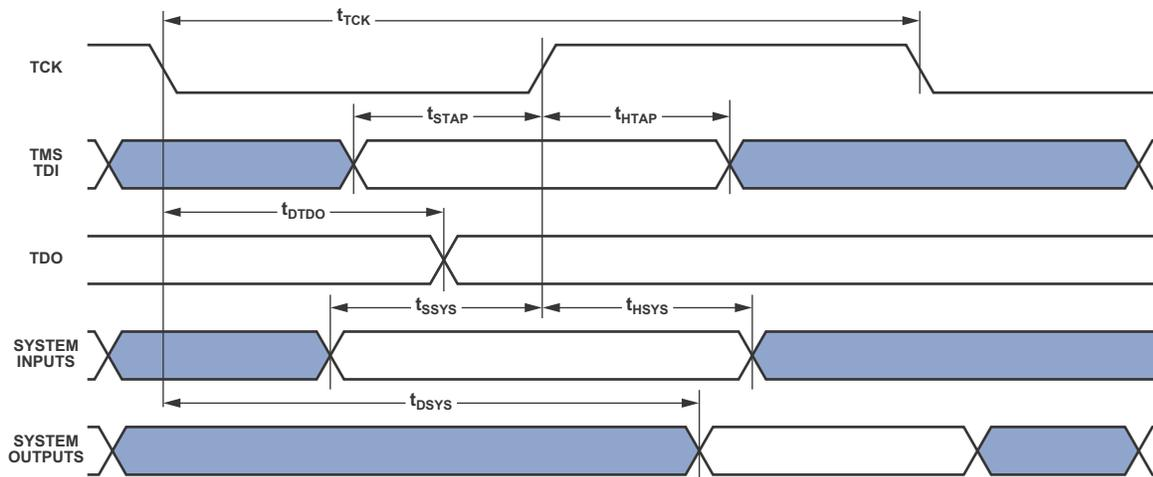 tTCK
TCK
tSTAP
tHTAP
TMS
TDI
tDTDO
TDO
tSSYS
tHSYS
SYSTEM
INPUTS
tDSYS
SYSTEM
OUTPUTS